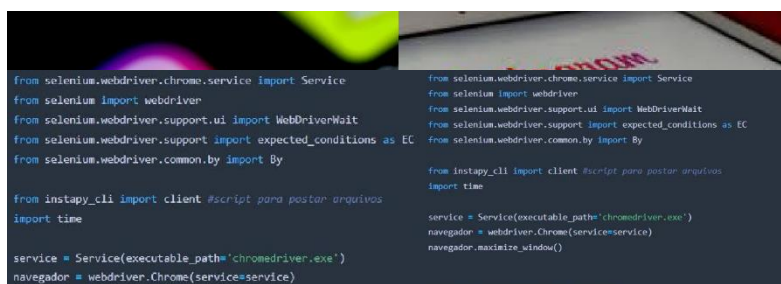 from selenium.webdriver.chrome.service import Service
from selenium import webdriver
from selenium.webdriver.support.ui import WebDriverWait
from selenium.webdriver.support import expected_conditions as EC
from selenium.webdriver.common.by import By
from instapy_cli import client #script para postar arquivos
import time
service = Service(executable_path='chromedriver.exe')
navegador = webdriver.Chrome(service=service)
from selenium.webdriver.chrome.service import Service
from selenium import webdriver
from selenium.webdriver.support.ui import WebDriverWait
from selenium.webdriver.support import expected_conditions as EC
from selenium.webdriver.common.by import By
from instapy_cli import client #script para postar arquivos
import time
service = Service(executable_path='chromedriver.exe')
navegador = webdriver.Chrome(service=service)
navegador.maximize_window()